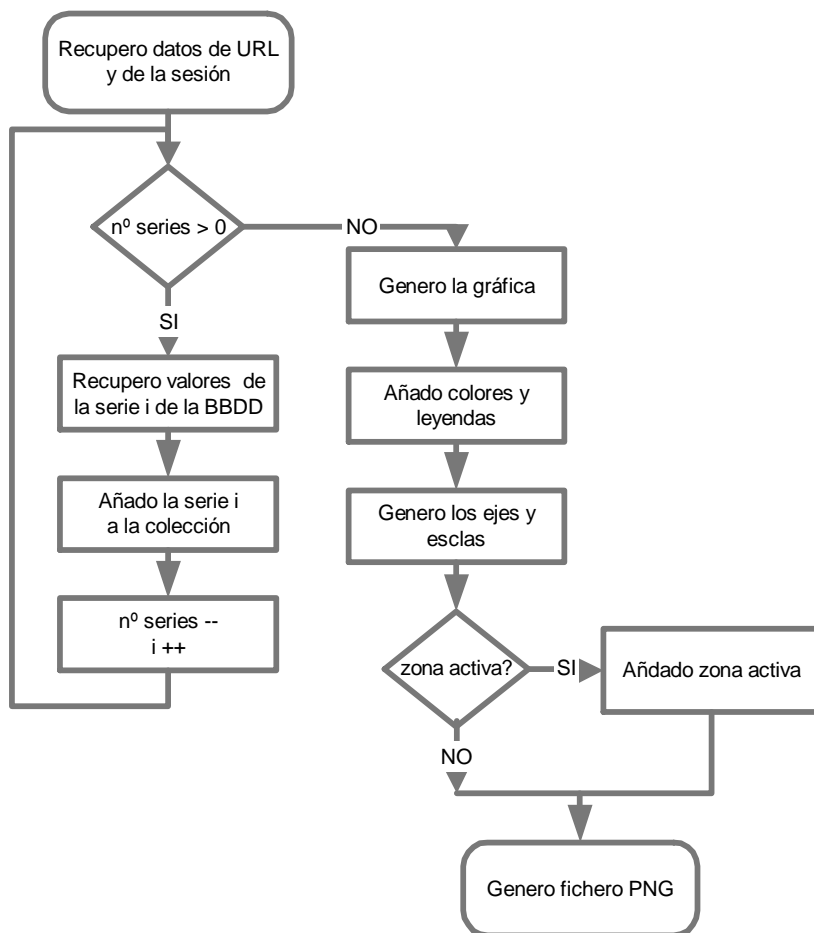 Recupero datos de URL
y de la sesión
nº series > 0
NO
SI
Genero la gráfica
Recupero valores de
la serie i de la BBDD
Añado colores y
leyendas
Añado la serie i
a la colección
Genero los ejes y
esclas
nº series --
i ++
zona activa?
SI
Añdado zona activa
NO
Genero fichero PNG